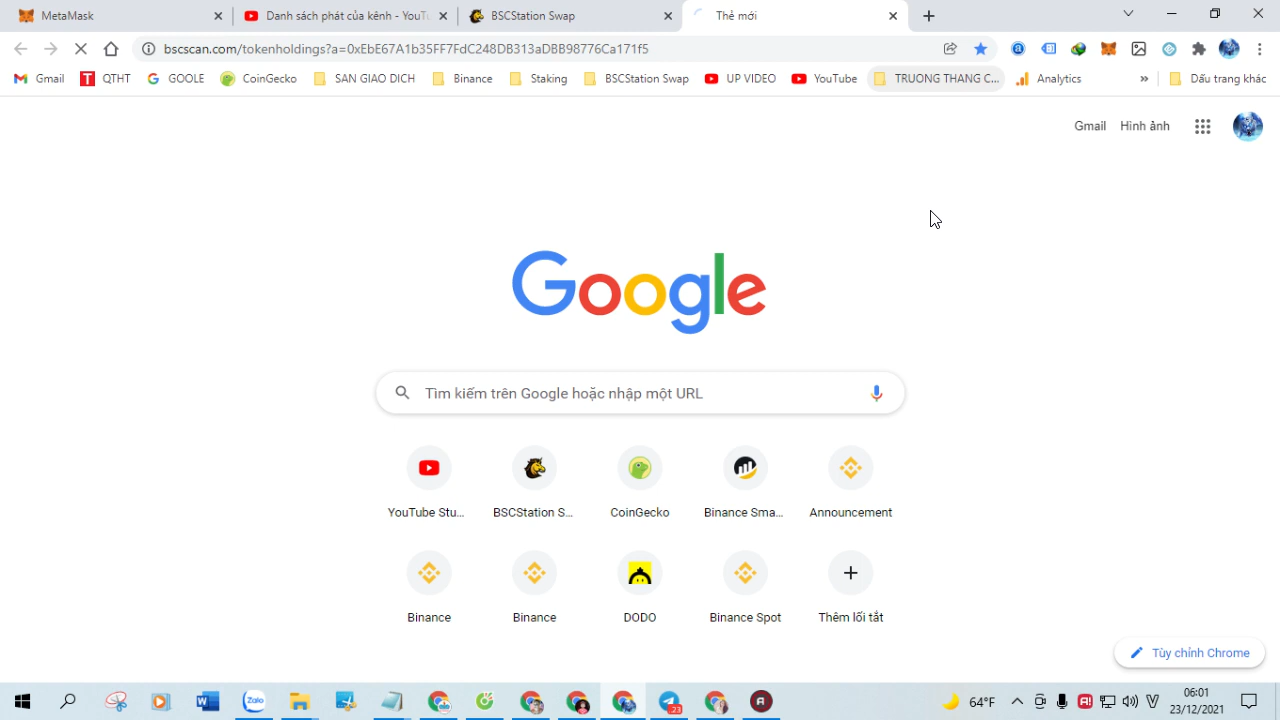 MetaMask
Danh sách phát của kênh - YouT
BSCStation Swap
Thẻ mới
bscscan.com/tokenholdings?a=0xEbE67A1b35FF7FdC248DB313aDBB98776Ca171f5
Gmail
QTHT
GOOLE
CoinGecko
SAN GIAO DICH
Binance
Staking
BSCStation Swap
UP VIDEO
YouTube
TRUONG THANG C...
Analytics
»
Dấu trang khác
Gmail
Hình ảnh
Google
Tìm kiếm trên Google hoặc nhập một URL
YouTube Stu...
BSCStation S...
CoinGecko
Binance Sma...
Announcement
Binance
Binance
DODO
Binance Spot
Thêm lối tắt
Tùy chỉnh Chrome
Zalo
23
64°F
06:01
23/12/2021